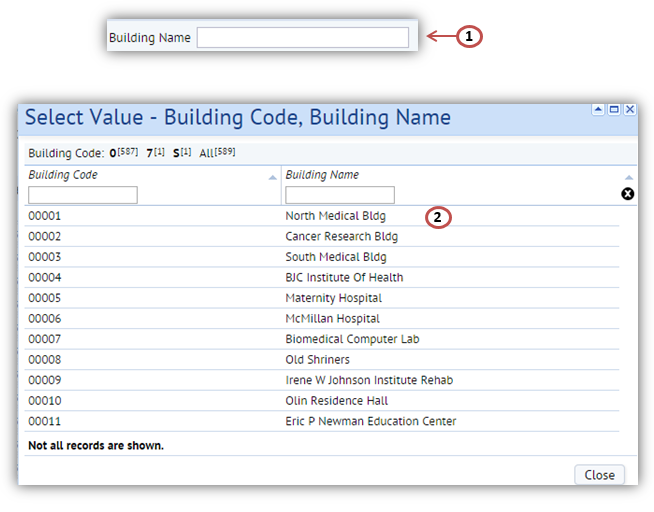 Building Name 1
Select Value - Building Code, Building Name
Building Code: 0[587] 7[1] S[1] All[589]
Building Code Building Name
00001 North Medical Bldg 2
00002 Cancer Research Bldg
00003 South Medical Bldg
00004 BJC Institute Of Health
00005 Maternity Hospital
00006 McMillan Hospital
00007 Biomedical Computer Lab
00008 Old Shriners
00009 Irene W Johnson Institute Rehab
00010 Olin Residence Hall
00011 Eric P Newman Education Center
Not all records are shown.
Close